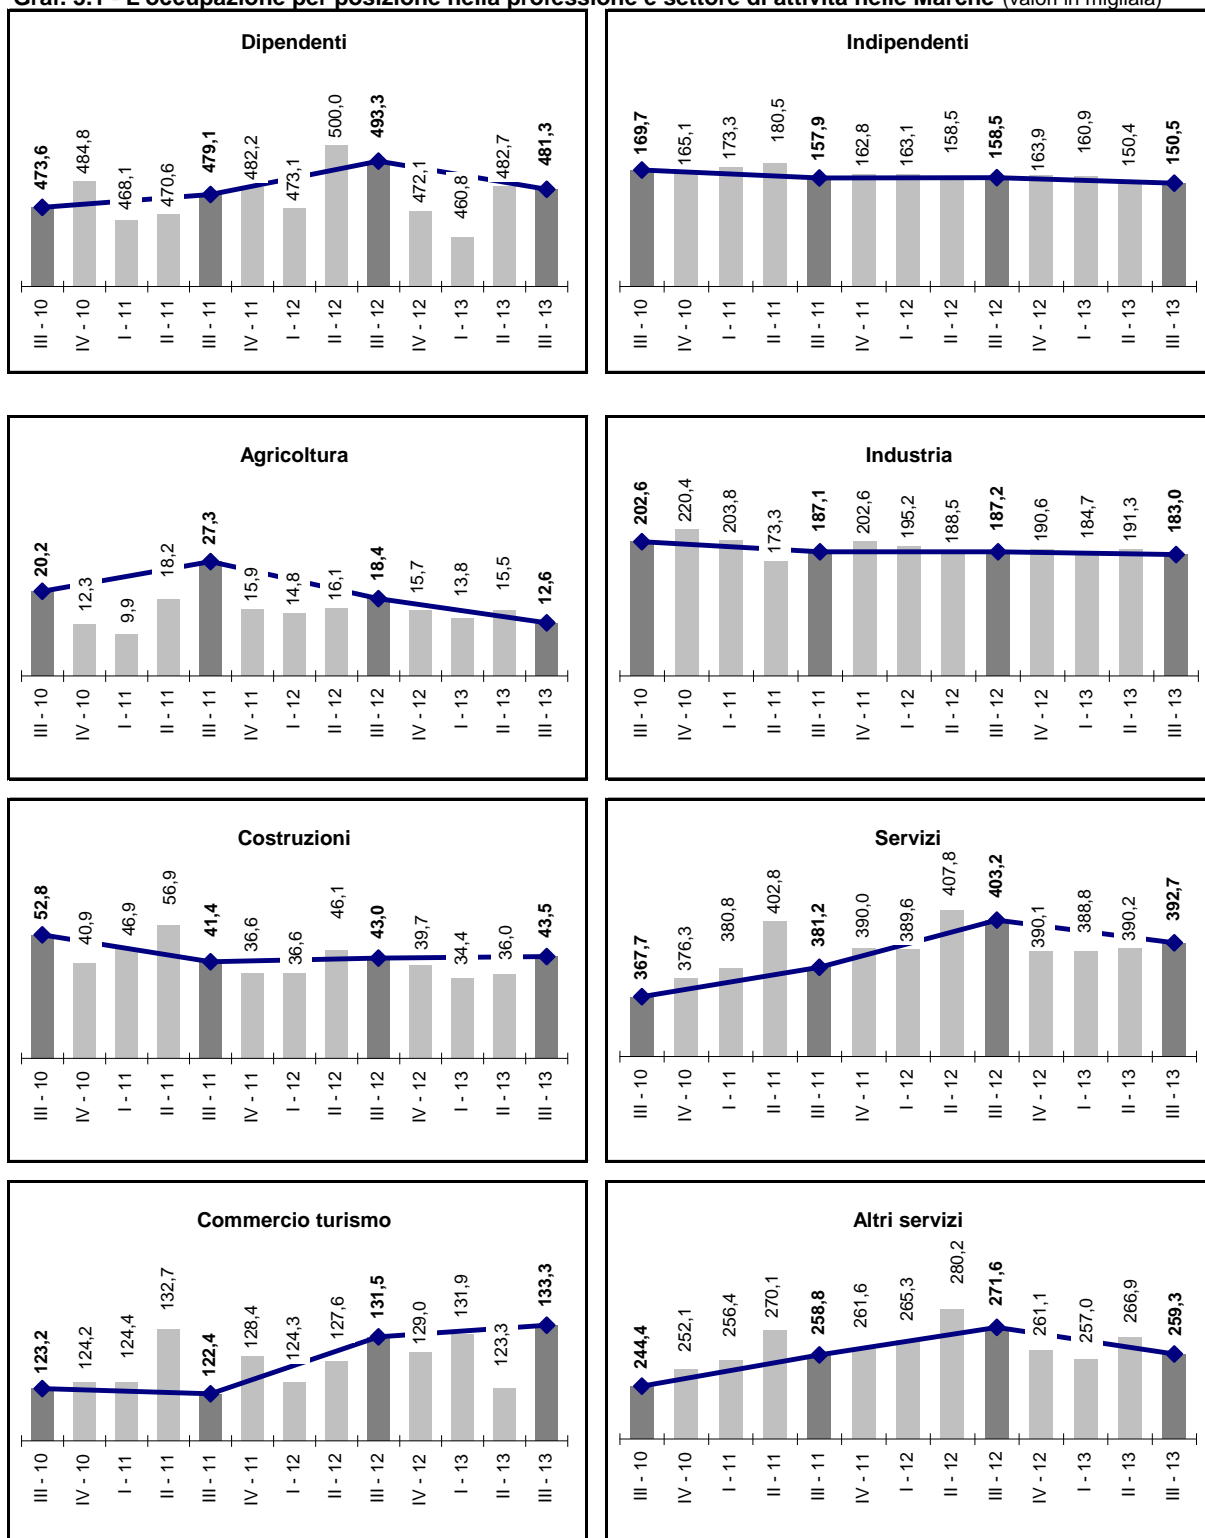 Graf. 3.1 - L'occupazione per posizione nella professione e settore di attività nelle Marche (valori in migliaia)
Dipendenti
473,6 484,8 468,1 470,6 479,1 482,2 473,1 500,0 493,3 472,1 460,8 482,7 481,3
III - 10 IV - 10 I - 11 II - 11 III - 11 IV - 11 I - 12 II - 12 III - 12 IV - 12 I - 13 II - 13 III - 13
Indipendenti
169,7 165,1 173,3 180,5 157,9 162,8 163,1 158,5 158,5 163,9 160,9 150,4 150,5
III - 10 IV - 10 I - 11 II - 11 III - 11 IV - 11 I - 12 II - 12 III - 12 IV - 12 I - 13 II - 13 III - 13
Agricoltura
20,2 12,3 9,9 18,2 27,3 15,9 14,8 16,1 18,4 15,7 13,8 15,5 12,6
III - 10 IV - 10 I - 11 II - 11 III - 11 IV - 11 I - 12 II - 12 III - 12 IV - 12 I - 13 II - 13 III - 13
Industria
202,6 220,4 203,8 173,3 187,1 202,6 195,2 188,5 187,2 190,6 184,7 191,3 183,0
III - 10 IV - 10 I - 11 II - 11 III - 11 IV - 11 I - 12 II - 12 III - 12 IV - 12 I - 13 II - 13 III - 13
Costruzioni
52,8 40,9 46,9 56,9 41,4 36,6 36,6 46,1 43,0 39,7 34,4 36,0 43,5
III - 10 IV - 10 I - 11 II - 11 III - 11 IV - 11 I - 12 II - 12 III - 12 IV - 12 I - 13 II - 13 III - 13
Servizi
367,7 376,3 380,8 402,8 381,2 390,0 389,6 407,8 403,2 390,1 388,8 390,2 392,7
III - 10 IV - 10 I - 11 II - 11 III - 11 IV - 11 I - 12 II - 12 III - 12 IV - 12 I - 13 II - 13 III - 13
Commercio turismo
123,2 124,2 124,4 132,7 122,4 128,4 124,3 127,6 131,5 129,0 131,9 123,3 133,3
III - 10 IV - 10 I - 11 II - 11 III - 11 IV - 11 I - 12 II - 12 III - 12 IV - 12 I - 13 II - 13 III - 13
Altri servizi
244,4 252,1 256,4 270,1 258,8 261,6 265,3 280,2 271,6 261,1 257,0 266,9 259,3
III - 10 IV - 10 I - 11 II - 11 III - 11 IV - 11 I - 12 II - 12 III - 12 IV - 12 I - 13 II - 13 III - 13